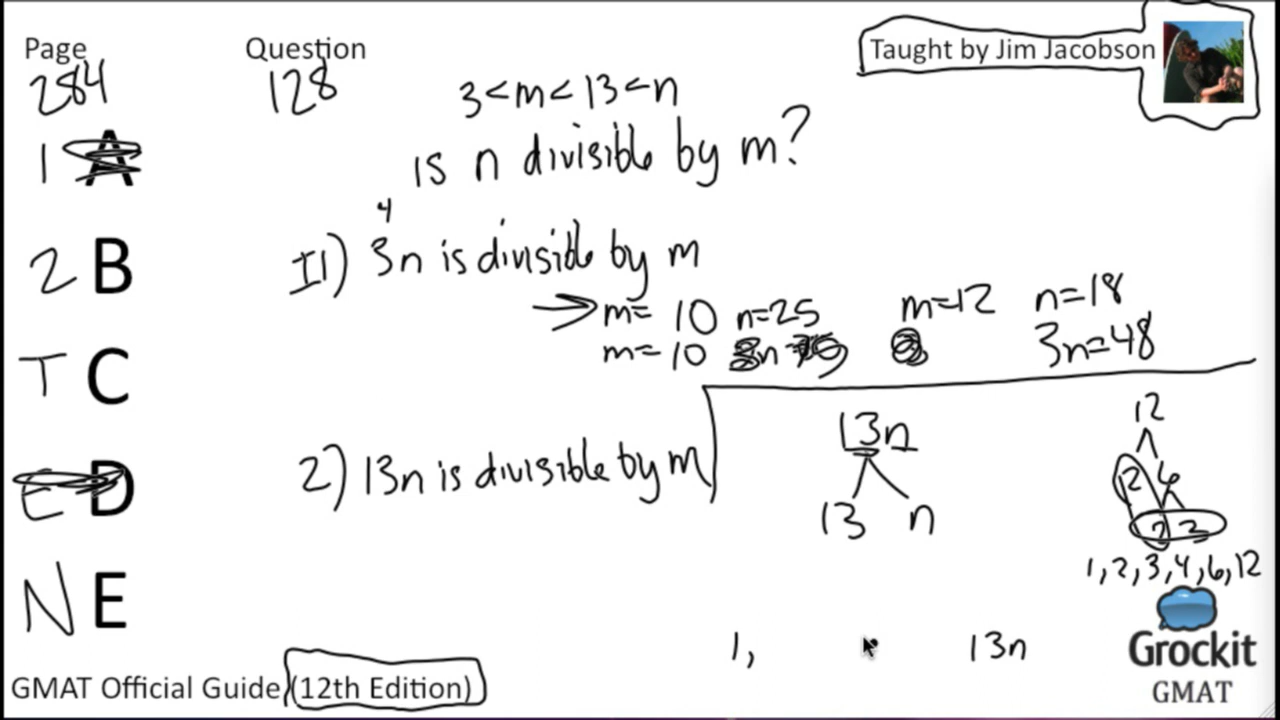 Page Question Taught by Jim Jacobson
284 128 3<m<13<n
1 A is n divisible by m?
4
2 B I1) 3n is divisible by m
→ m= 10 n=25 m=12 n=18
m=10 3n 3n=48
T C
13n 12
2 6
E D 2) 13n is divisible by m
13 n
1, 2, 3, 4, 6, 12
N E
1, 13n
Grockit
GMAT Official Guide (12th Edition)
GMAT